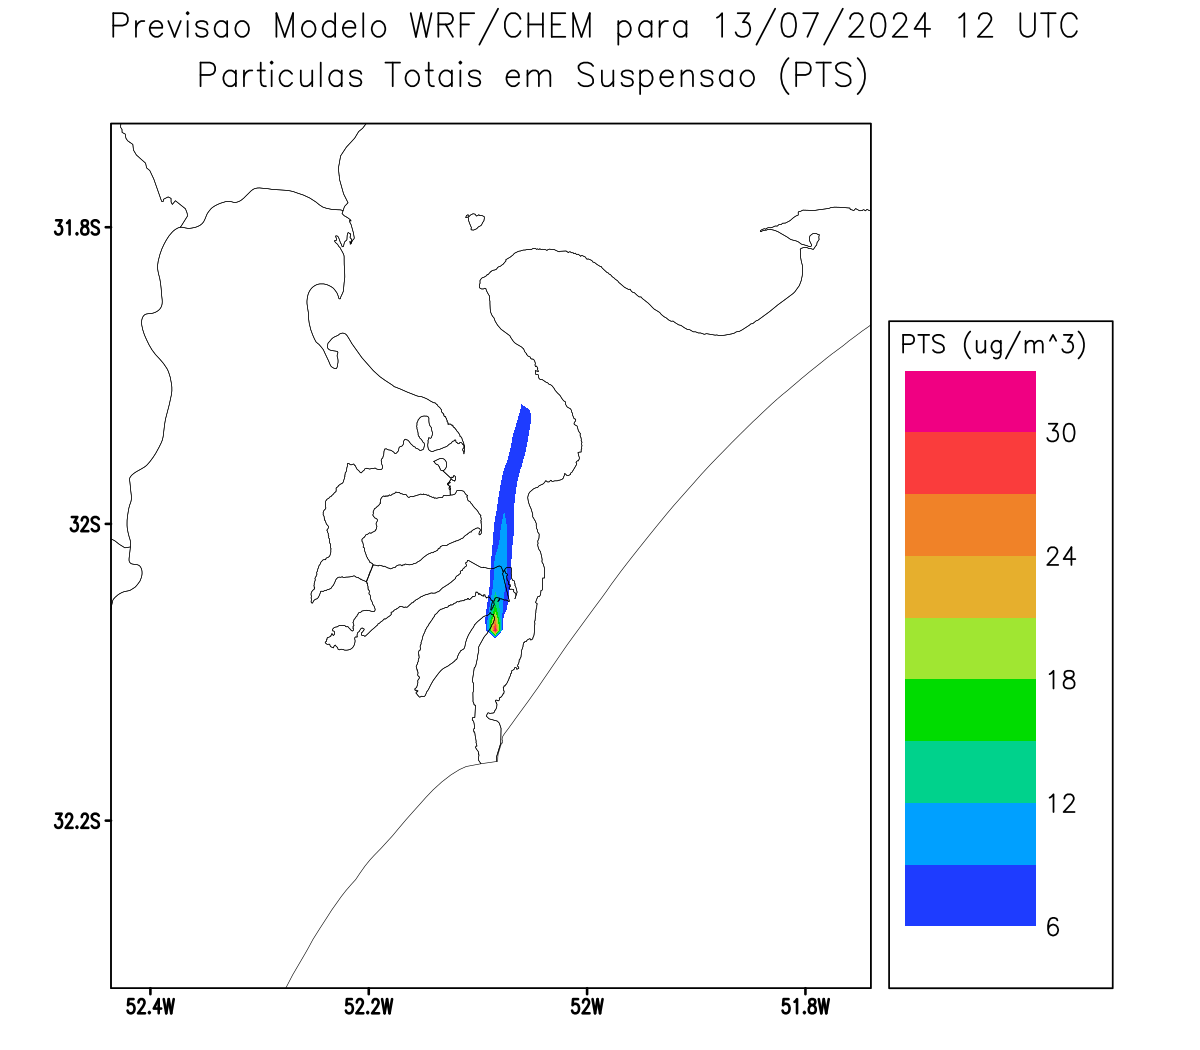 Previsao Modelo WRF/CHEM para 13/07/2024 12 UTC
Particulas Totais em Suspensao (PTS)
31.8S
32S
32.2S
52.4W
52.2W
52W
51.8W
PTS (ug/m^3)
30
24
18
12
6